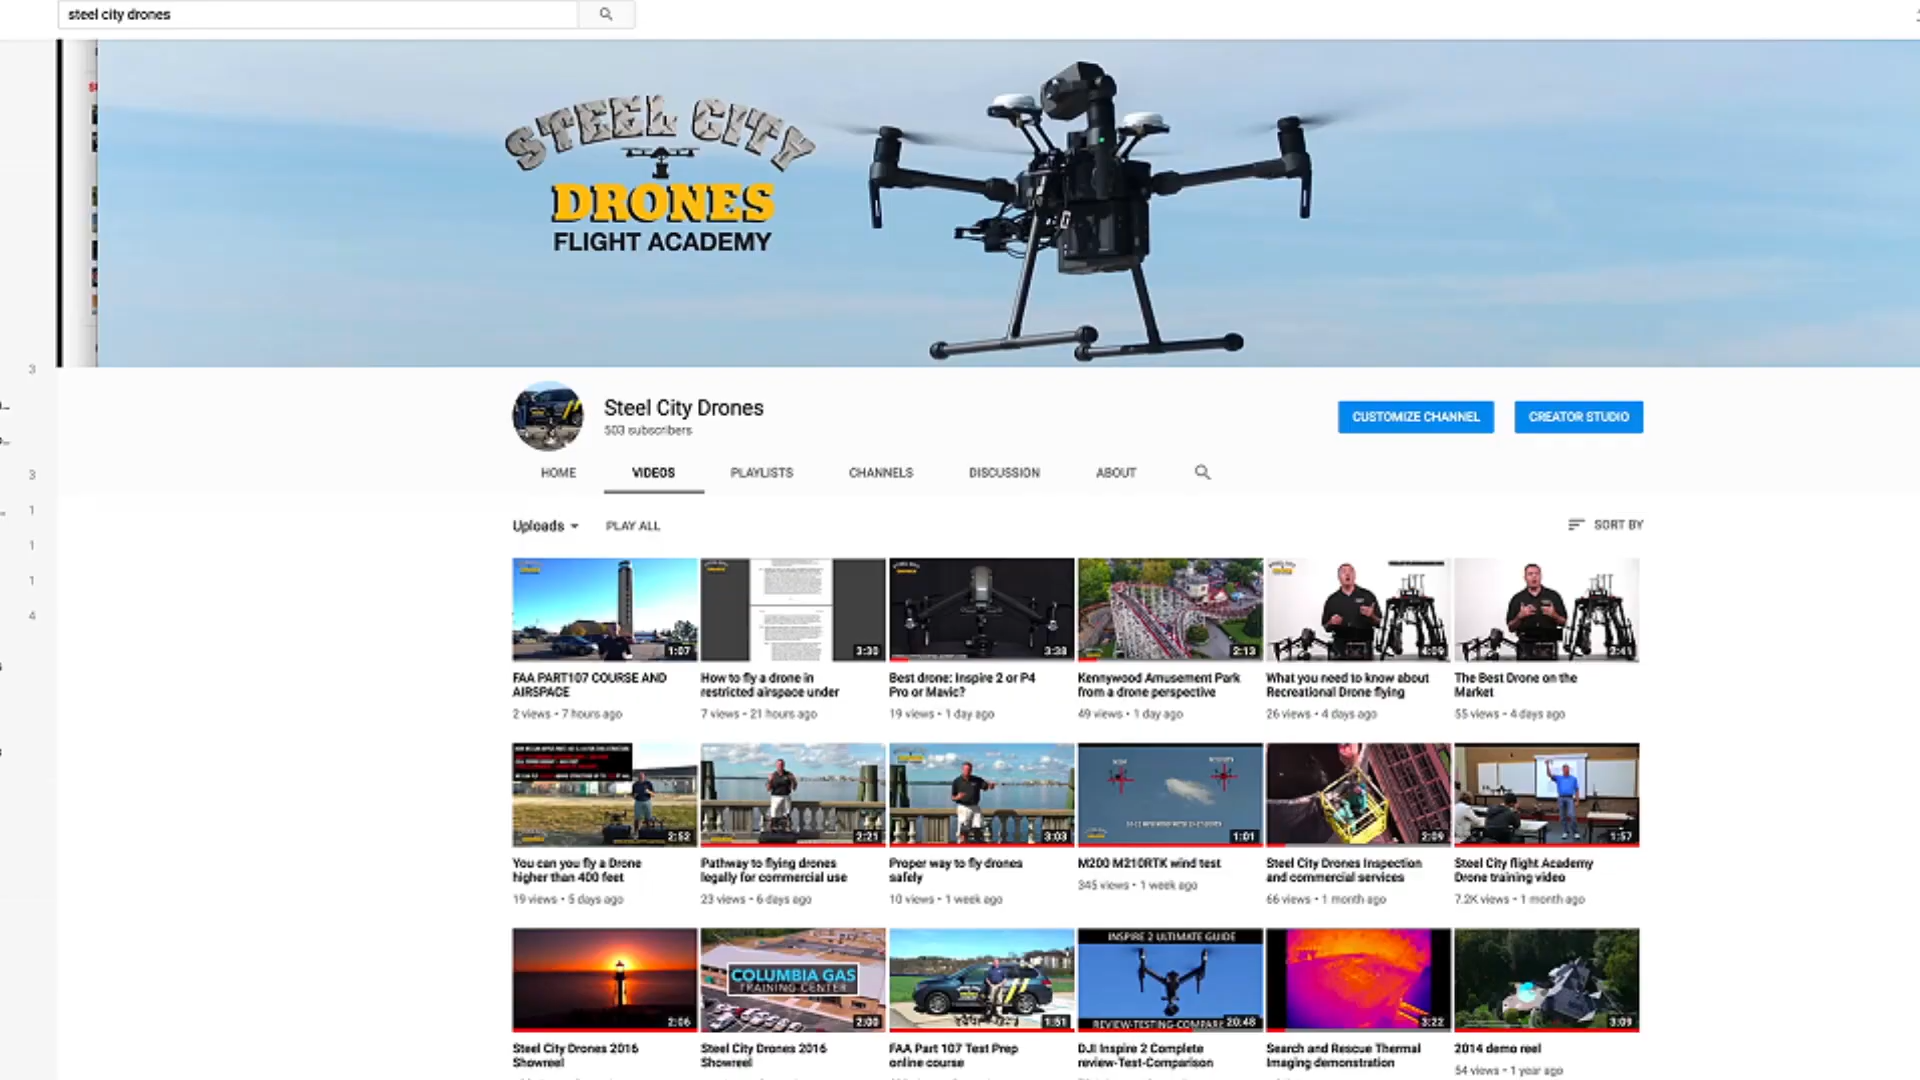 steel city drones
STEEL CITY
DRONES
FLIGHT ACADEMY
Steel City Drones
503 subscribers
CUSTOMIZE CHANNEL
CREATOR STUDIO
HOME
VIDEOS
PLAYLISTS
CHANNELS
DISCUSSION
ABOUT
Uploads
PLAY ALL
SORT BY
3
3
1
1
1
4
1:07
3:30
3:38
2:13
FAA PART107 COURSE AND
AIRSPACE
2 views • 7 hours ago
How to fly a drone in
restricted airspace under
7 views • 21 hours ago
Best drone: Inspire 2 or P4
Pro or Mavic?
19 views • 1 day ago
Kennywood Amusement Park
from a drone perspective
49 views • 1 day ago
What you need to know about
Recreational Drone flying
26 views • 4 days ago
The Best Drone on the
Market
55 views • 4 days ago
2:52
2:21
3:03
1:01
2:09
1:57
You can you fly a Drone
higher than 400 feet
19 views • 5 days ago
Pathway to flying drones
legally for commercial use
23 views • 6 days ago
Proper way to fly drones
safely
10 views • 1 week ago
M200 M210RTK wind test
345 views • 1 week ago
Steel City Drones Inspection
and commercial services
66 views • 1 month ago
Steel City flight Academy
Drone training video
7.2K views • 1 month ago
COLUMBIA GAS
TRAINING CENTER
INSPIRE 2 ULTIMATE GUIDE
REVIEW-TESTING-COMPARE
2:06
2:00
1:51
20:48
3:22
3:09
Steel City Drones 2016
Showreel
Steel City Drones 2016
Showreel
FAA Part 107 Test Prep
online course
DJI Inspire 2 Complete
review-Test-Comparison
Search and Rescue Thermal
Imaging demonstration
2014 demo reel
54 views • 1 year ago